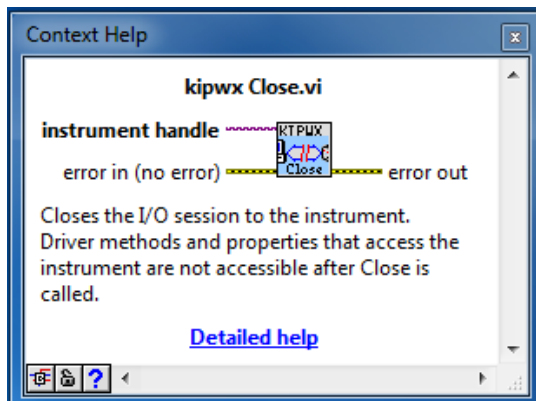 Context Help
kipwx Close.vi
instrument handle
KIPWX
error in (no error)
Close
error out
Closes the I/O session to the instrument.
Driver methods and properties that access the
instrument are not accessible after Close is
called.
Detailed help
?